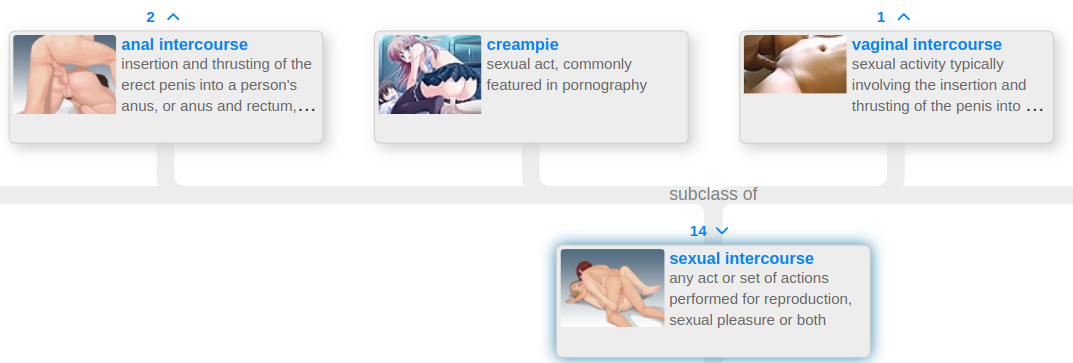 2
1
anal intercourse
insertion and thrusting of the
erect penis into a person's
anus, or anus and rectum,...
creampie
sexual act, commonly
featured in pornography
vaginal intercourse
sexual activity typically
involving the insertion and
thrusting of the penis into ...
subclass of
14
sexual intercourse
any act or set of actions
performed for reproduction,
sexual pleasure or both